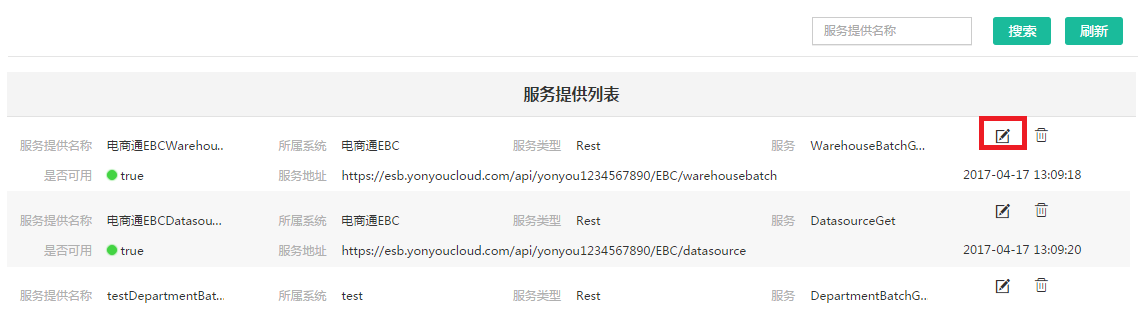 服务提供名称 搜索 刷新
服务提供列表
服务提供名称 电商通EBCWarehou.. 所属系统 电商通EBC 服务类型 Rest 服务 WarehouseBatchG...
是否可用 true 服务地址 https://esb.yonyoucloud.com/api/yonyou1234567890/EBC/warehousebatch 2017-04-17 13:09:18
服务提供名称 电商通EBCDatasou... 所属系统 电商通EBC 服务类型 Rest 服务 DatasourceGet
是否可用 true 服务地址 https://esb.yonyoucloud.com/api/yonyou1234567890/EBC/datasource 2017-04-17 13:09:20
服务提供名称 testDepartmentBat... 所属系统 test 服务类型 Rest 服务 DepartmentBatchG...